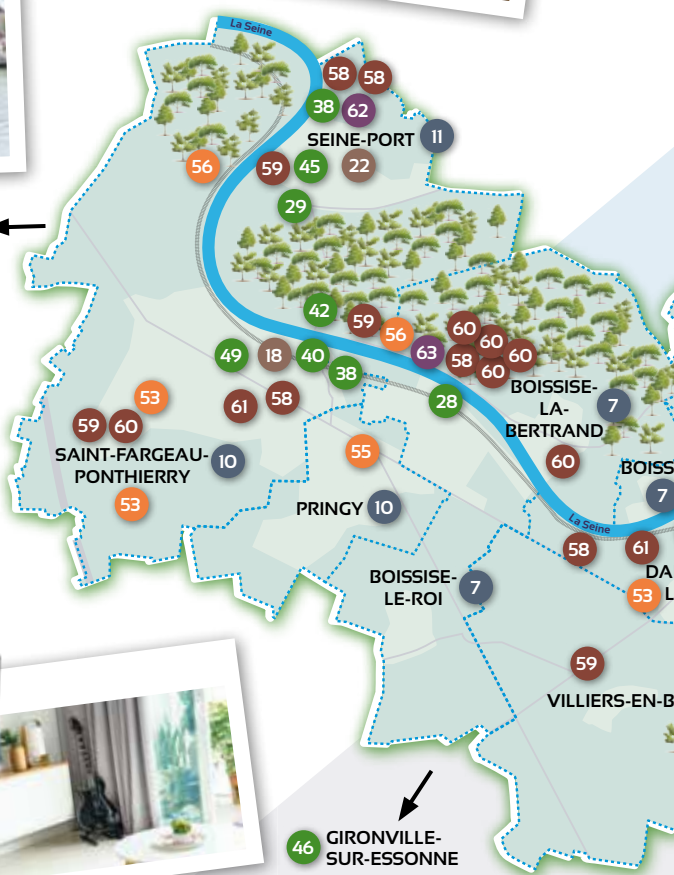 La Seine
58 58
38 62
SEINE-PORT 11
56 59 45 22
29
42 59 56
60 60
63 58 60
60
49 18 40
38
BOISSISE-
LA-
BERTRAND 7
28
53
61 58
59 60
SAINT-FARGEAU-
PONTHIERRY 10
53
55
60
BOISS
7
PRINGY 10
La Seine
58 61
DA
L
53
BOISSISE-
LE-ROI 7
59
VILLIERS-EN-B
46 GIRONVILLE-
SUR-ESSONNE